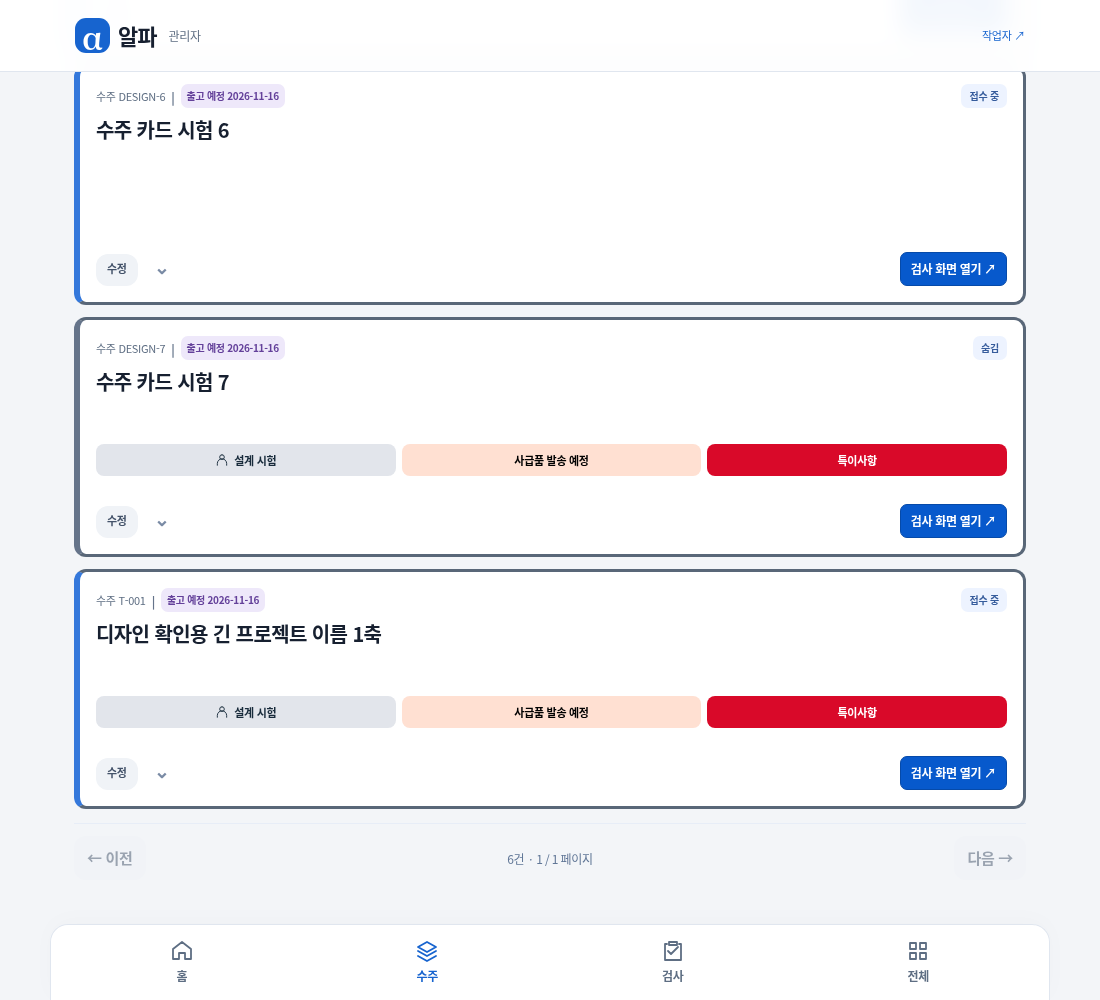 α 알파 관리자 작업자 ↗
수주 DESIGN-6 | 출고 예정 2026-11-16 접수 중
수주 카드 시험 6
수정 검사 화면 열기 ↗
수주 DESIGN-7 | 출고 예정 2026-11-16 숨김
수주 카드 시험 7
설계 시험 사급품 발송 예정 특이사항
수정 검사 화면 열기 ↗
수주 T-001 | 출고 예정 2026-11-16 접수 중
디자인 확인용 긴 프로젝트 이름 1축
설계 시험 사급품 발송 예정 특이사항
수정 검사 화면 열기 ↗
← 이전 6건 · 1 / 1 페이지 다음 →
홈 수주 검사 전체